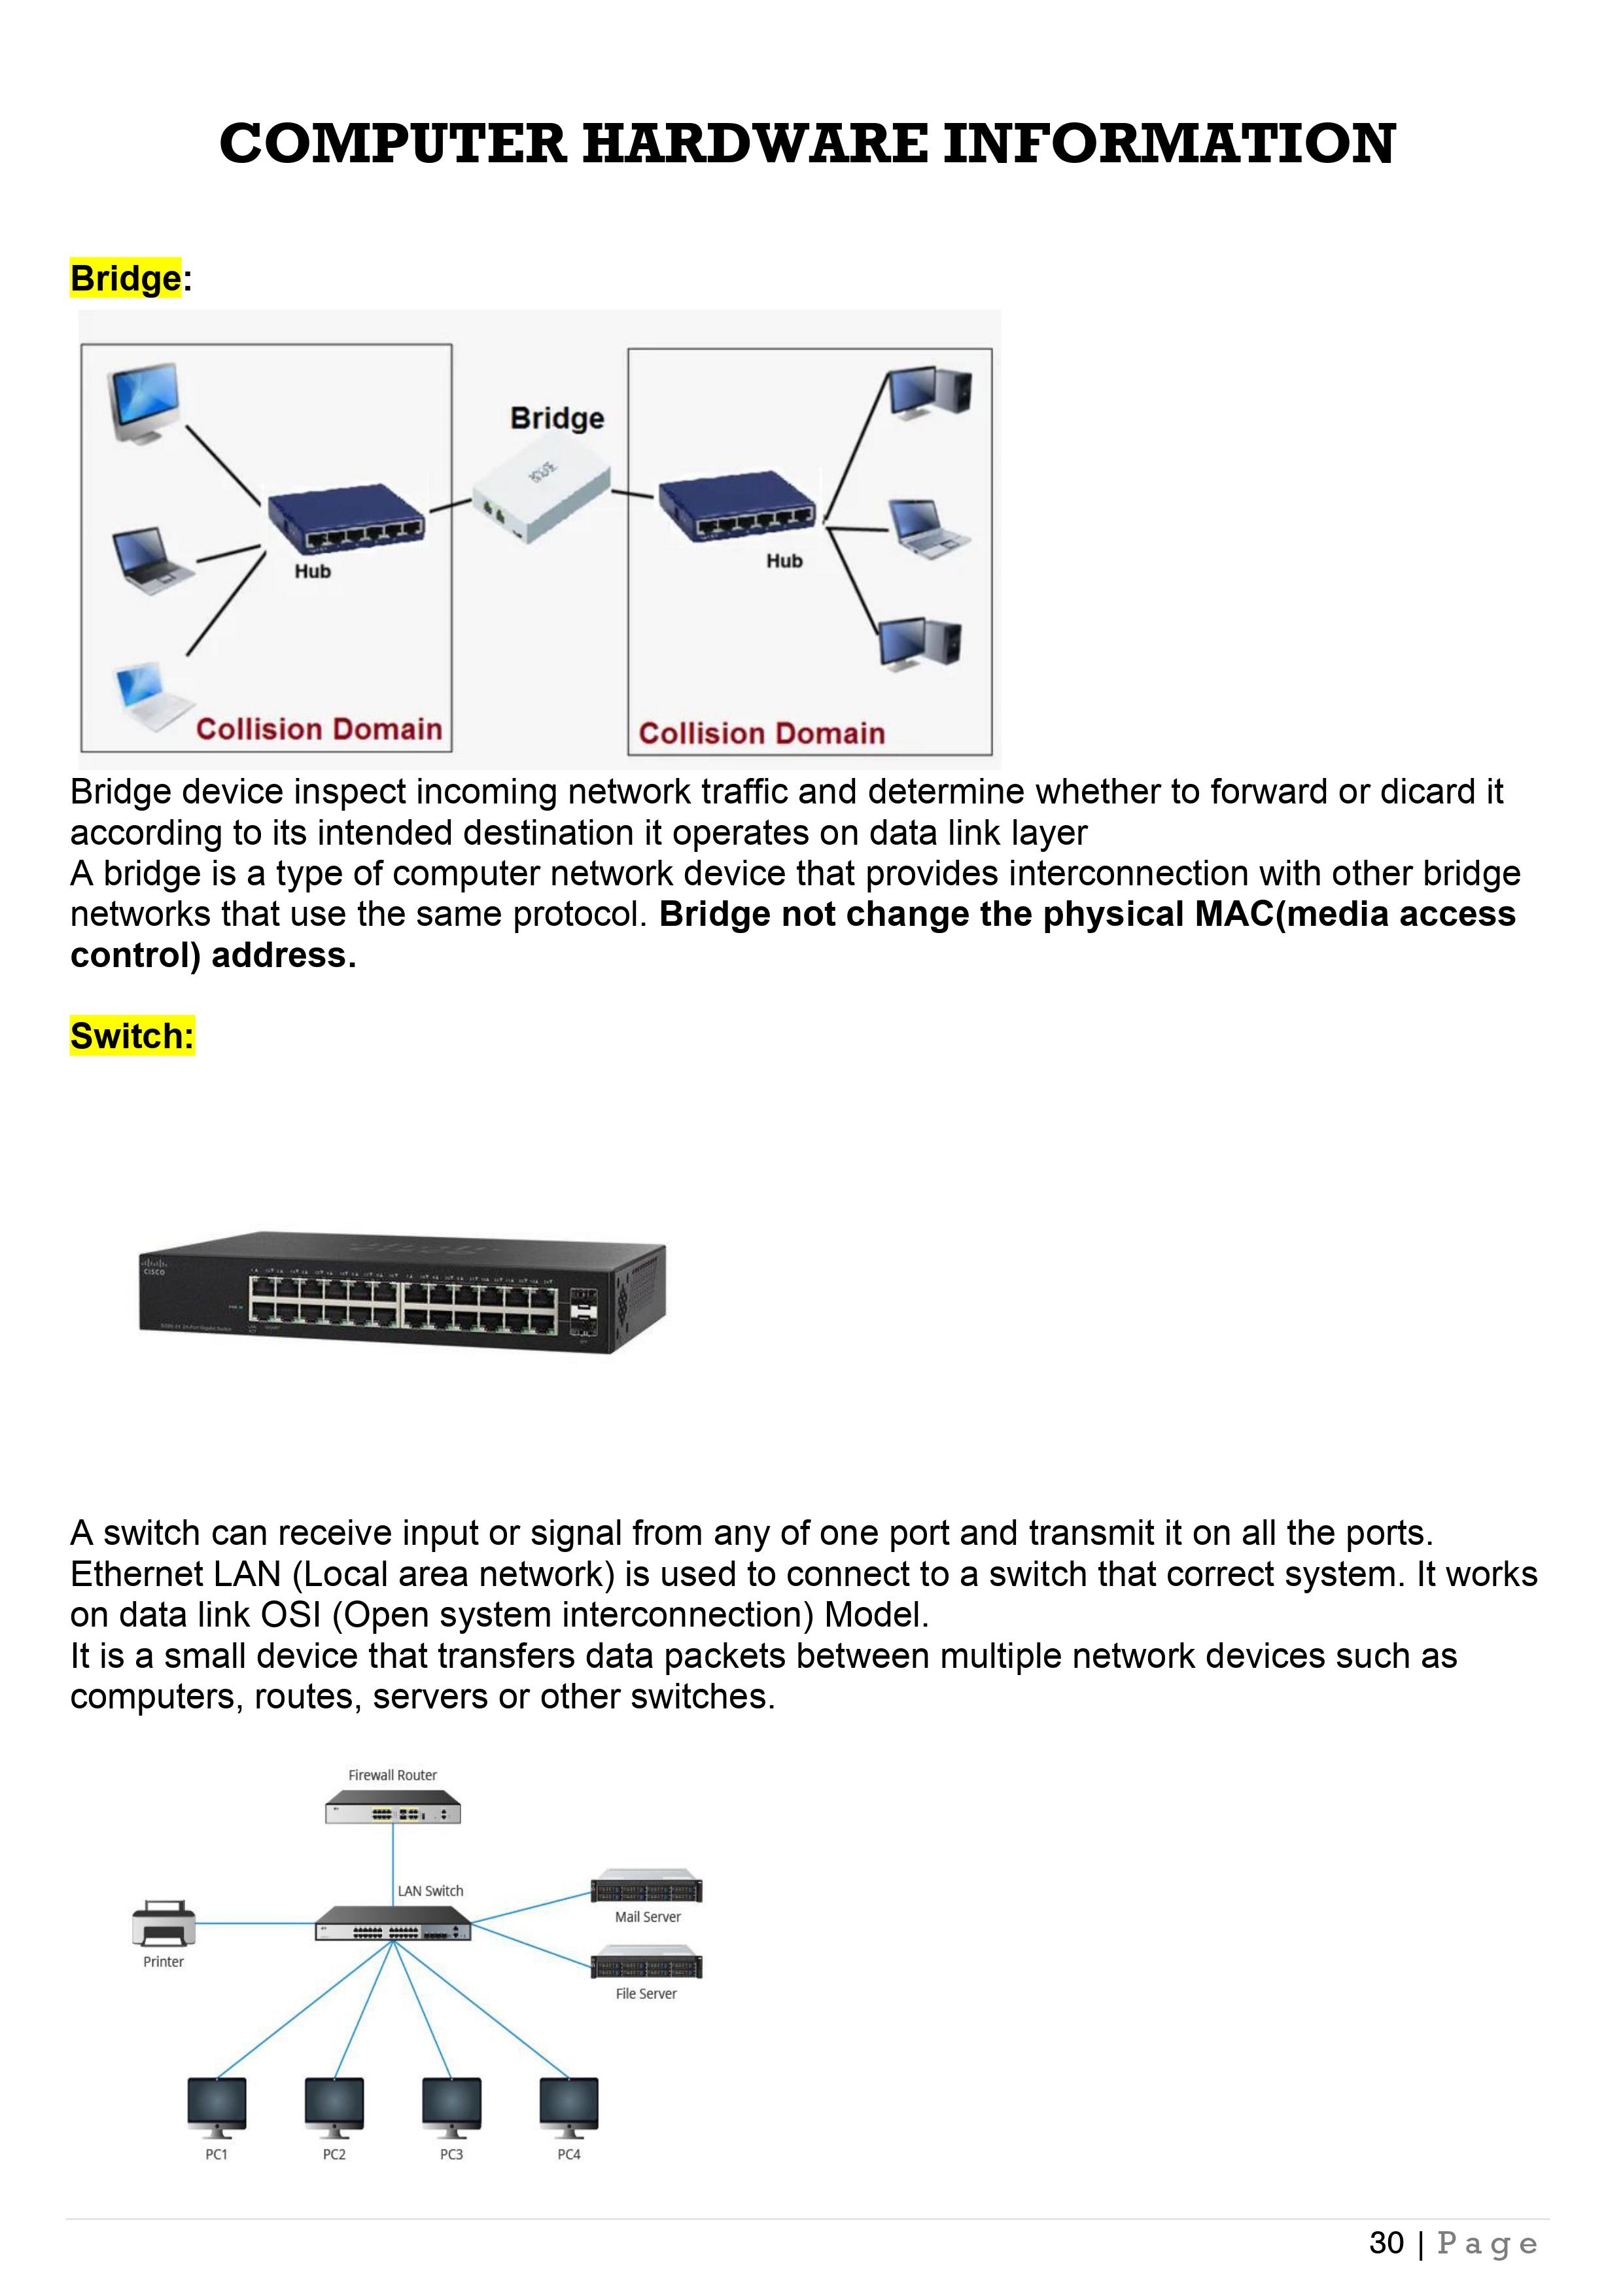 COMPUTER HARDWARE INFORMATION
Bridge:
Bridge
Hub
Hub
Collision Domain
Collision Domain
Bridge device inspect incoming network traffic and determine whether to forward or dicard it
according to its intended destination it operates on data link layer
A bridge is a type of computer network device that provides interconnection with other bridge
networks that use the same protocol. Bridge not change the physical MAC(media access
control) address.
Switch:
CISCO
A switch can receive input or signal from any of one port and transmit it on all the ports.
Ethernet LAN (Local area network) is used to connect to a switch that correct system. It works
on data link OSI (Open system interconnection) Model.
It is a small device that transfers data packets between multiple network devices such as
computers, routes, servers or other switches.
Firewall Router
LAN Switch
Mail Server
Printer
File Server
PC1 PC2 PC3 PC4
30 | Page